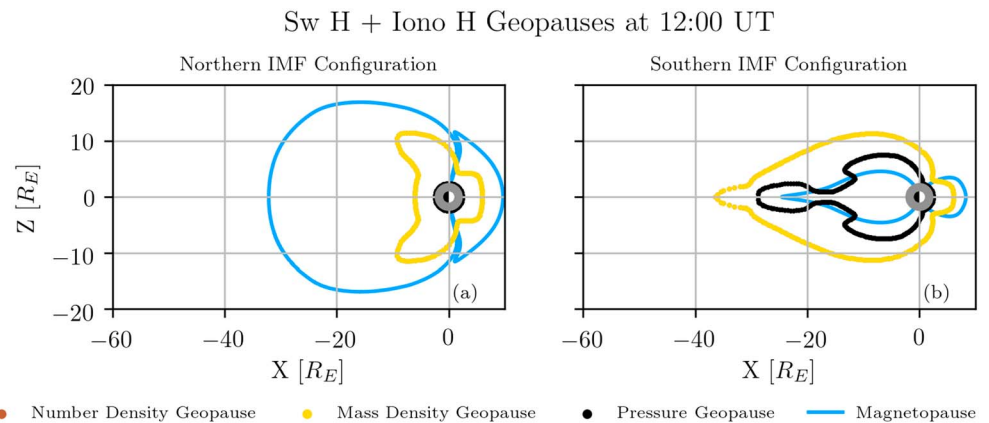 Sw H + Iono H Geopauses at 12:00 UT
Northern IMF Configuration
Southern IMF Configuration
20
10
0
−10
−20
Z [R_E]
(a)
(b)
−60 −40 −20 0
−60 −40 −20 0
X [R_E]
X [R_E]
Number Density Geopause Mass Density Geopause Pressure Geopause Magnetopause